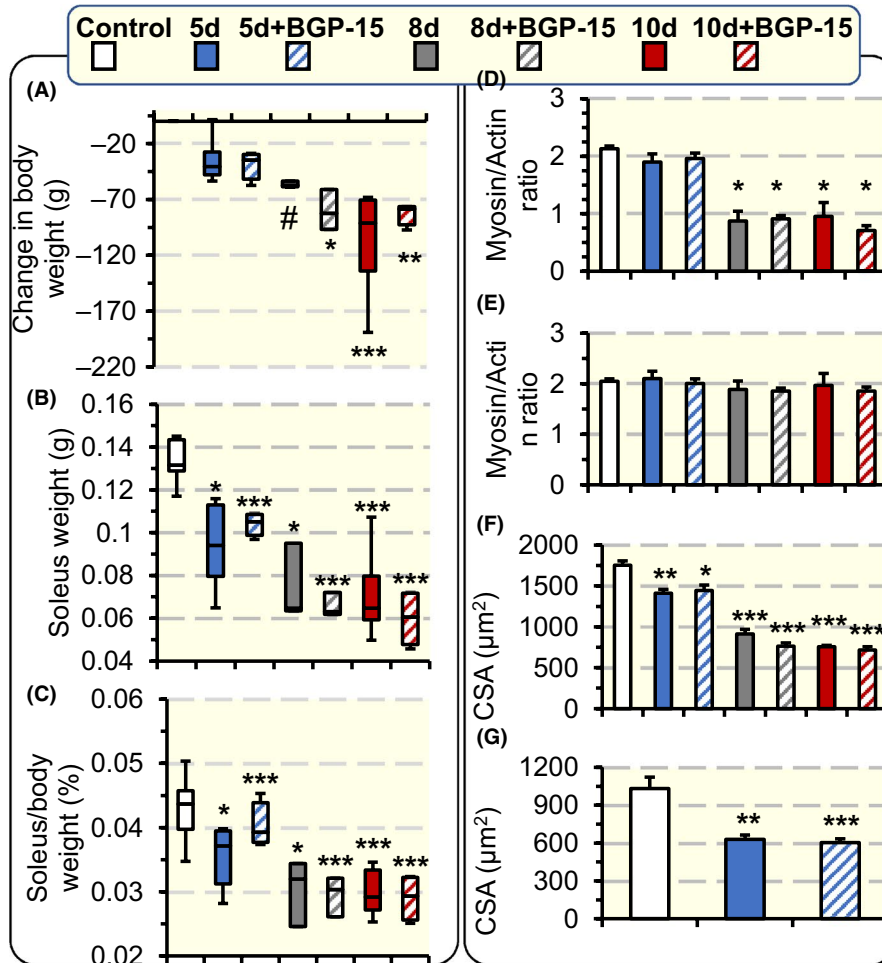 Control 5d 5d+BGP-15 8d 8d+BGP-15 10d 10d+BGP-15
(A)
Change in body
weight (g)
–20
–70
–120
–170
–220
#
*
***
**
(B)
Soleus weight (g)
0.16
0.14
0.12
0.1
0.08
0.06
0.04
*
***
*
***
***
***
(C)
Soleus/body
weight (%)
0.06
0.05
0.04
0.03
0.02
*
***
*
***
***
***
(D)
Myosin/Actin
ratio
3
2
1
0
* * * *
(E)
Myosin/Acti
n ratio
3
2
1
0
(F)
CSA (µm²)
2000
1500
1000
500
0
**
*
***
***
***
***
(G)
CSA (µm²)
1200
900
600
300
0
**
***